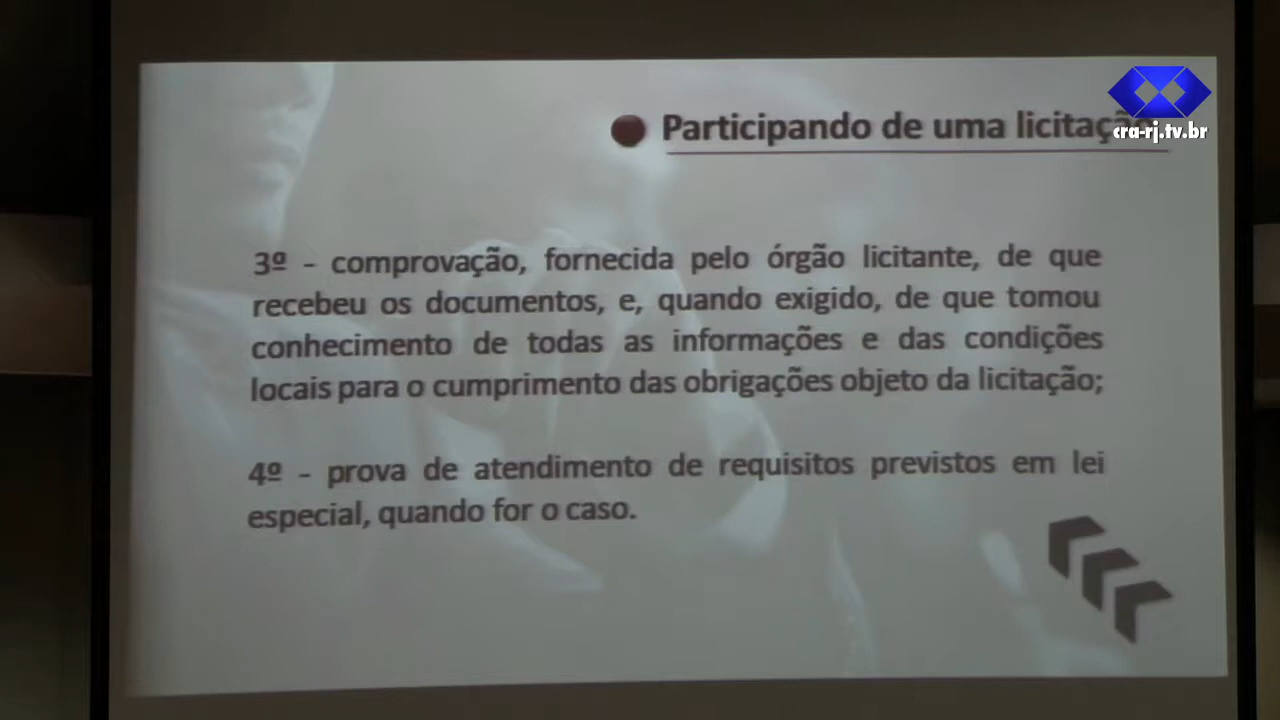 Participando de uma licitação
cra-rj.tv.br
3º - comprovação, fornecida pelo órgão licitante, de que
recebeu os documentos, e, quando exigido, de que tomou
conhecimento de todas as informações e das condições
locais para o cumprimento das obrigações objeto da licitação;
4º - prova de atendimento de requisitos previstos em lei
especial, quando for o caso.